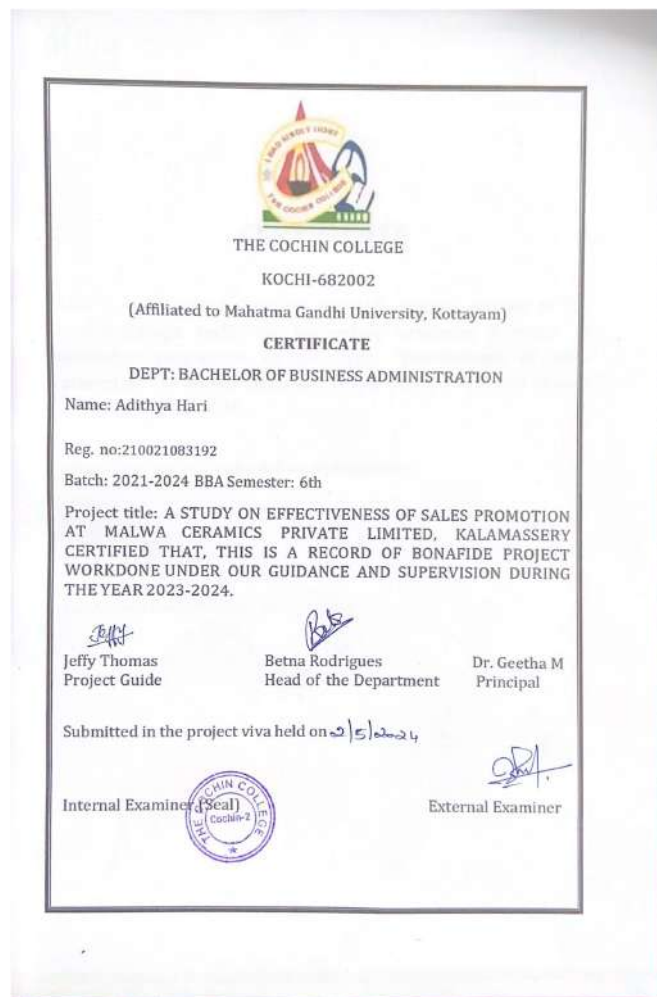 THE COCHIN COLLEGE
THE COCHIN COLLEGE
KOCHI-682002
(Affiliated to Mahatma Gandhi University, Kottayam)
CERTIFICATE
DEPT: BACHELOR OF BUSINESS ADMINISTRATION
Name: Adithya Hari
Reg. no:210021083192
Batch: 2021-2024 BBA Semester: 6th
Project title: A STUDY ON EFFECTIVENESS OF SALES PROMOTION
AT MALWA CERAMICS PRIVATE LIMITED, KALAMASSERY
CERTIFIED THAT, THIS IS A RECORD OF BONAFIDE PROJECT
WORKDONE UNDER OUR GUIDANCE AND SUPERVISION DURING
THE YEAR 2023-2024.
Jeffy
Jeffy Thomas Betna Rodrigues Dr. Geetha M
Project Guide Head of the Department Principal
Submitted in the project viva held on 2/5/2024
Internal Examiner (Seal) External Examiner
THE COCHIN COLLEGE
Cochin-2